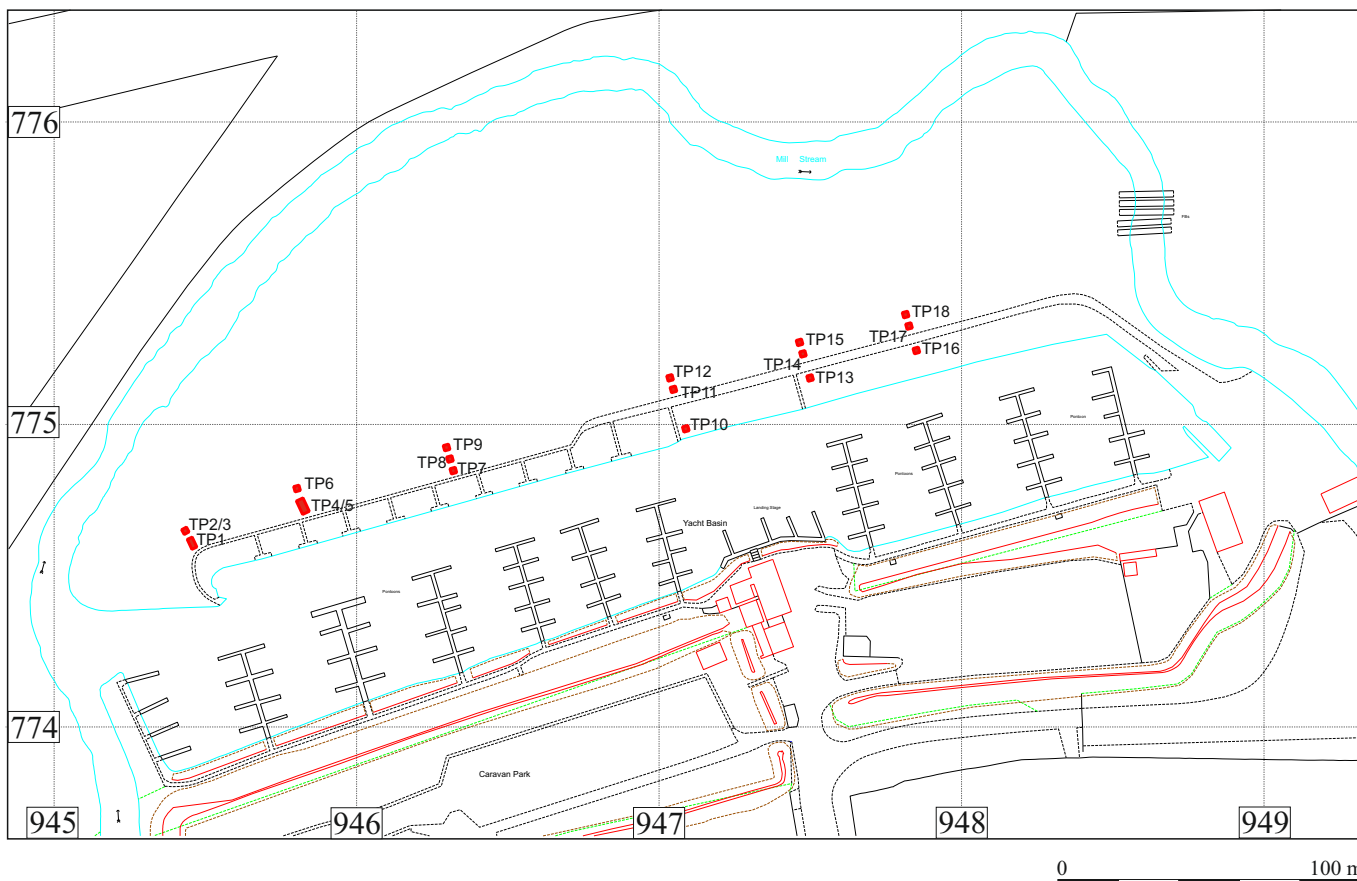 776
Mill Stream
Fills
TP18
TP17
TP16
TP15
TP14
TP13
TP12
TP11
775
TP10
Pontoon
TP9
TP8
TP7
Pontoons
TP6
TP4/5
Landing Stage
Yacht Basin
TP2/3
TP1
Pontoons
774
Caravan Park
945
946
947
948
949
0
100 m